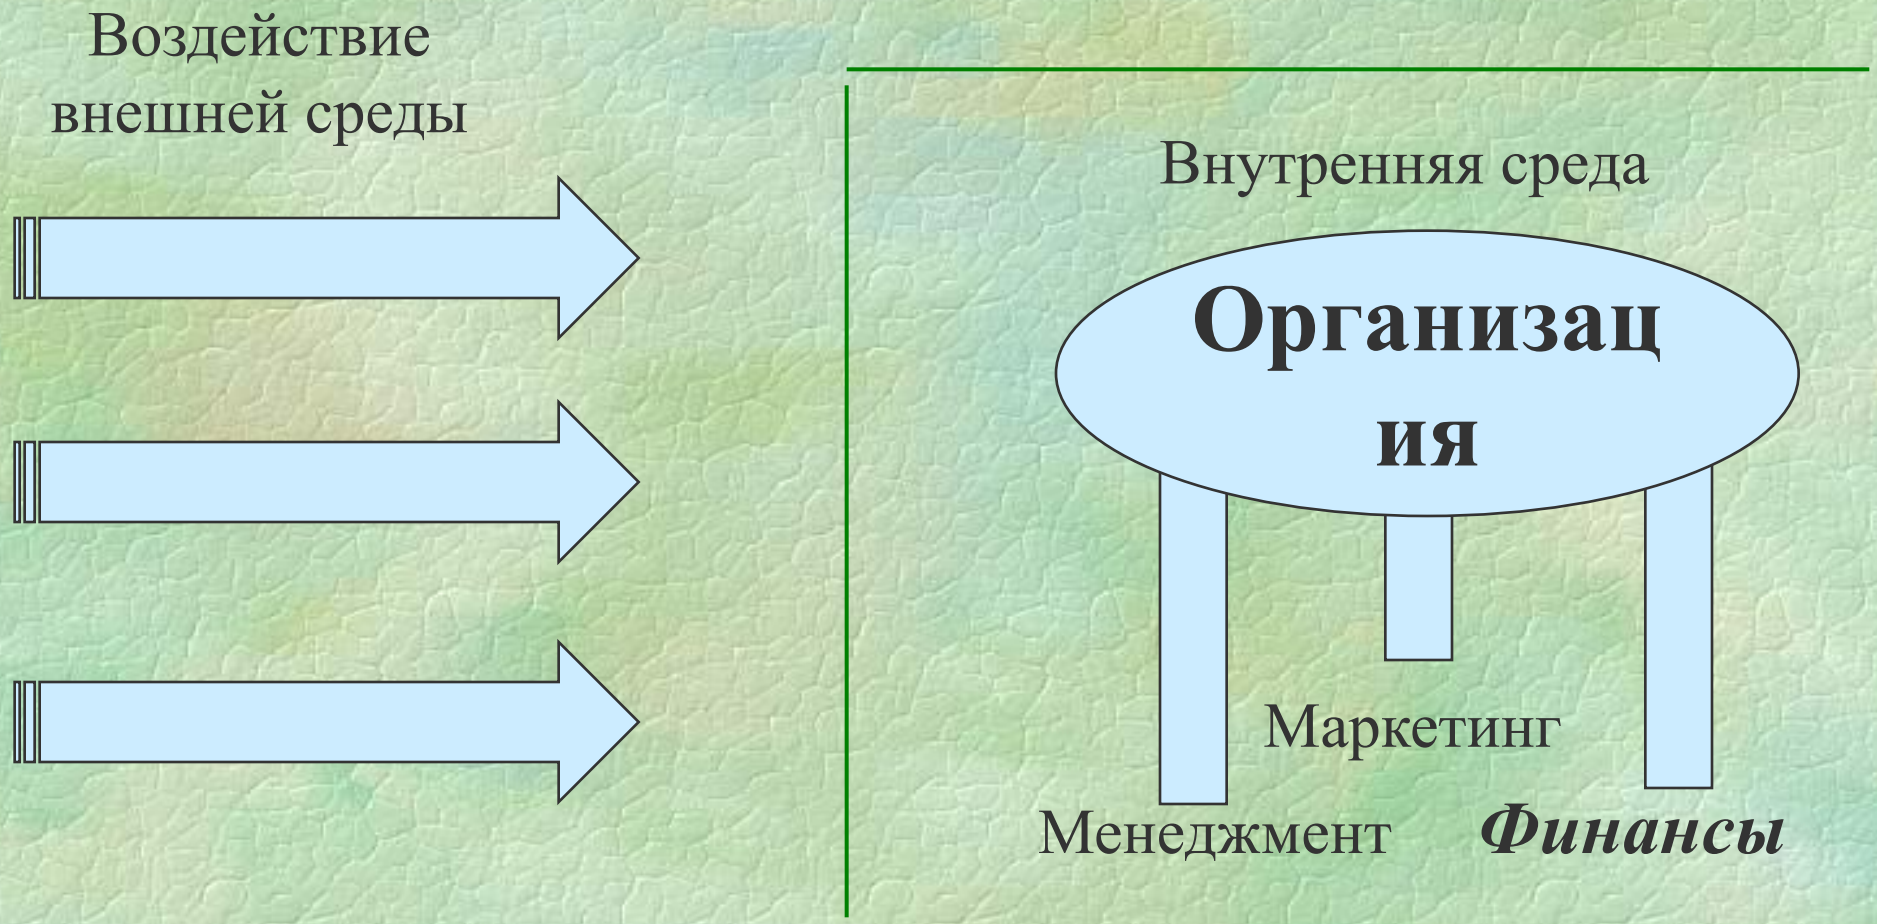 Воздействие
внешней среды
Внутренняя среда
Организац
ия
Маркетинг
Менеджмент
Финансы